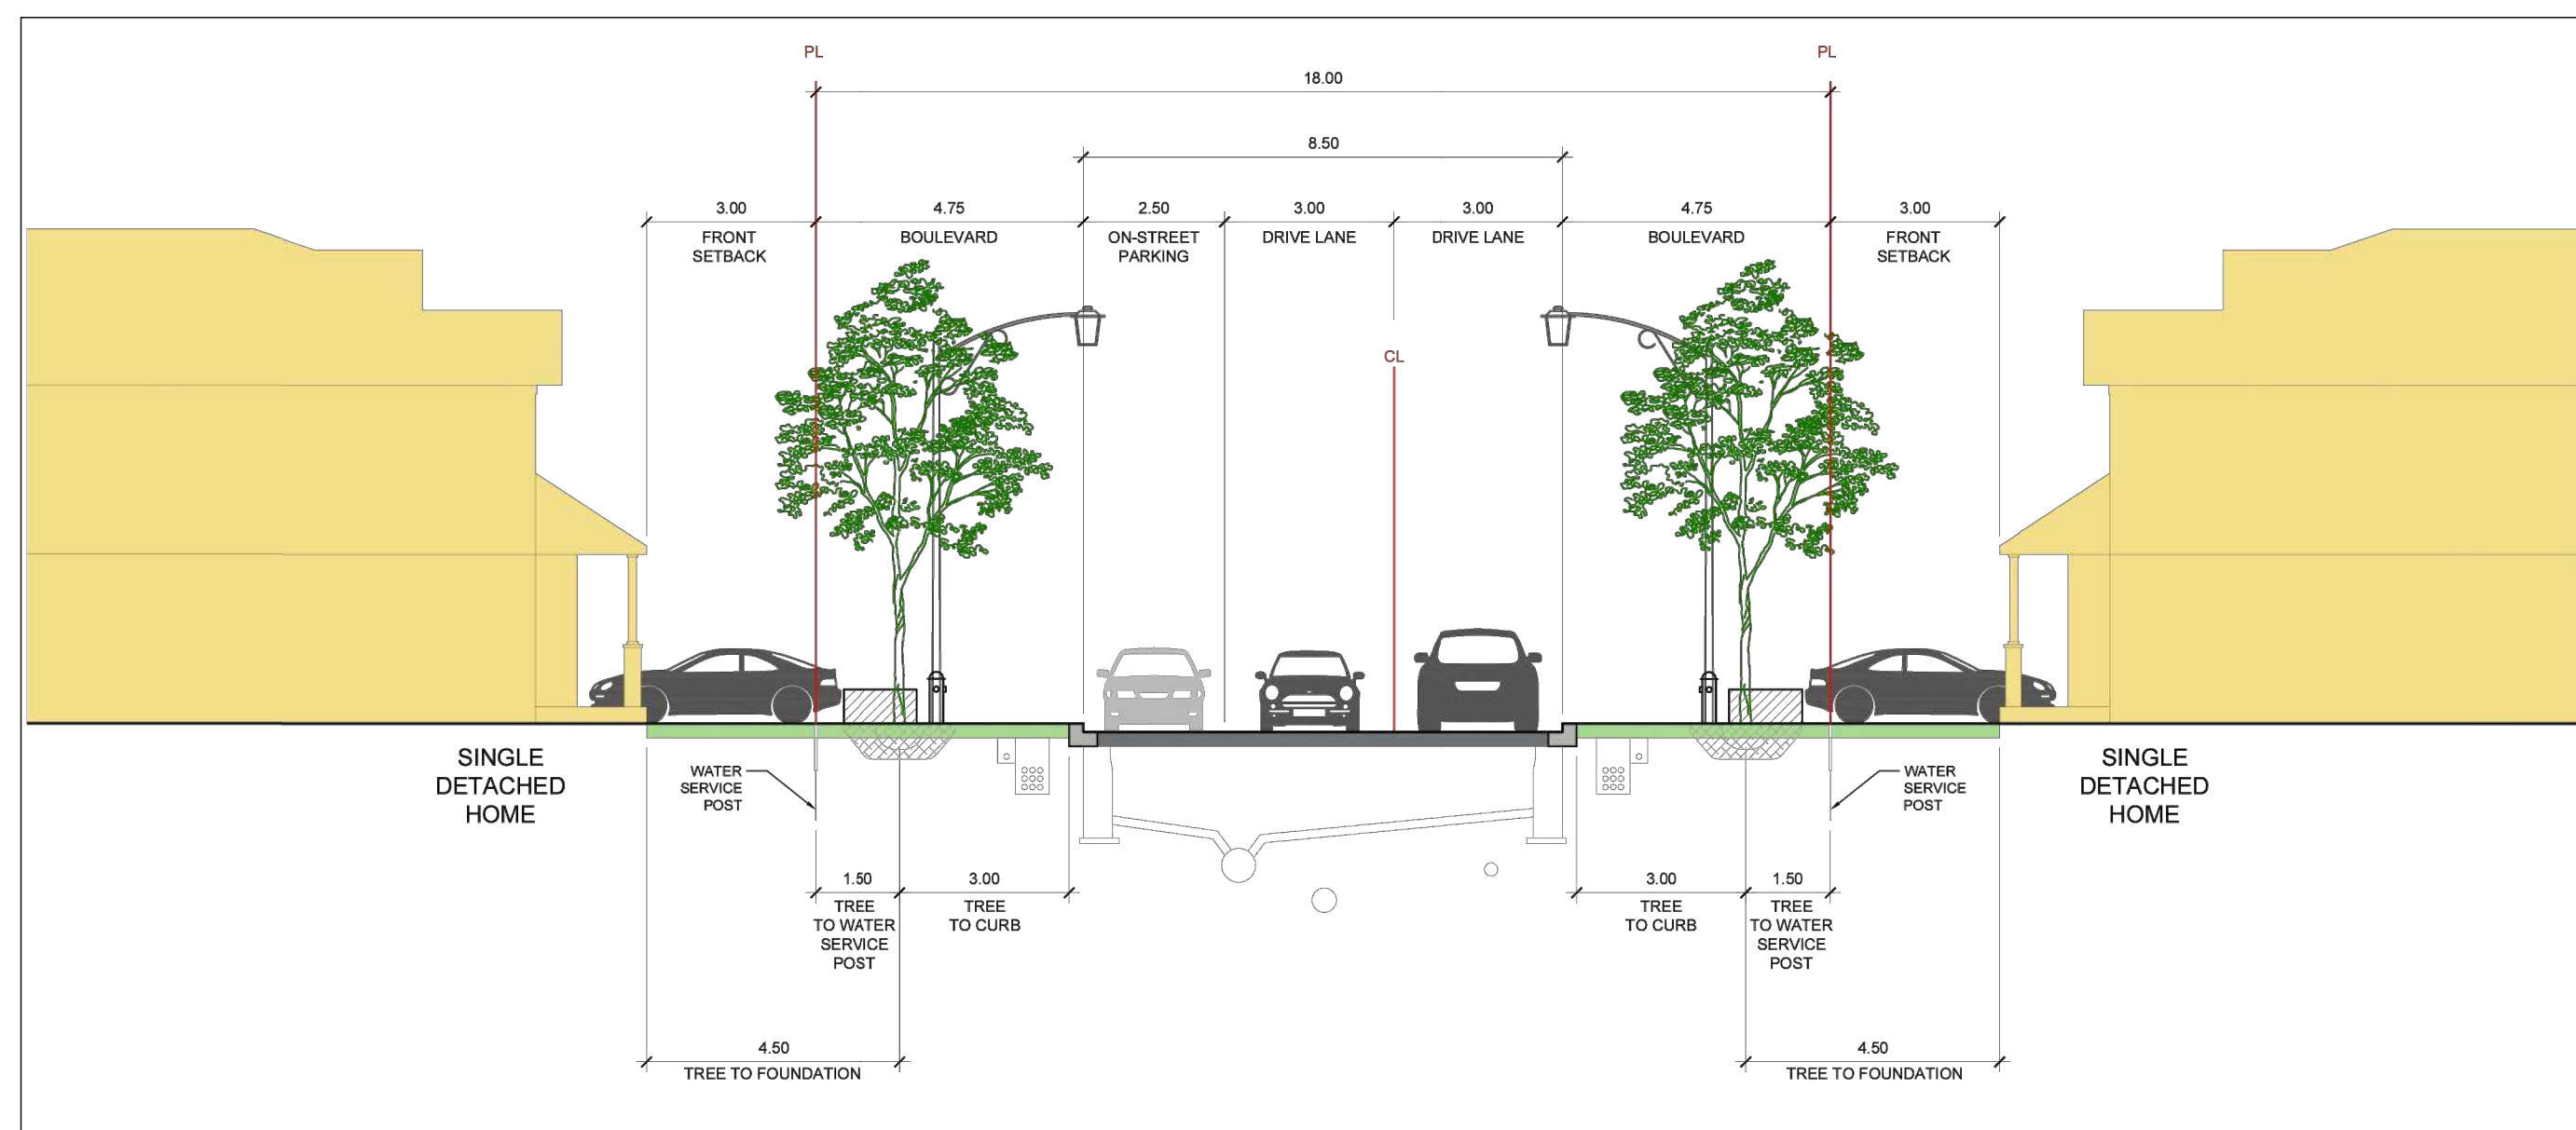 PL
PL
18.00
8.50
3.00
4.75
2.50
3.00
3.00
4.75
3.00
FRONT
SETBACK
BOULEVARD
ON-STREET
PARKING
DRIVE LANE
DRIVE LANE
BOULEVARD
FRONT
SETBACK
CL
SINGLE
DETACHED
HOME
WATER
SERVICE
POST
WATER
SERVICE
POST
SINGLE
DETACHED
HOME
1.50
3.00
3.00
1.50
TREE
TO WATER
SERVICE
POST
TREE
TO CURB
TREE
TO CURB
TREE
TO WATER
SERVICE
POST
4.50
TREE TO FOUNDATION
4.50
TREE TO FOUNDATION